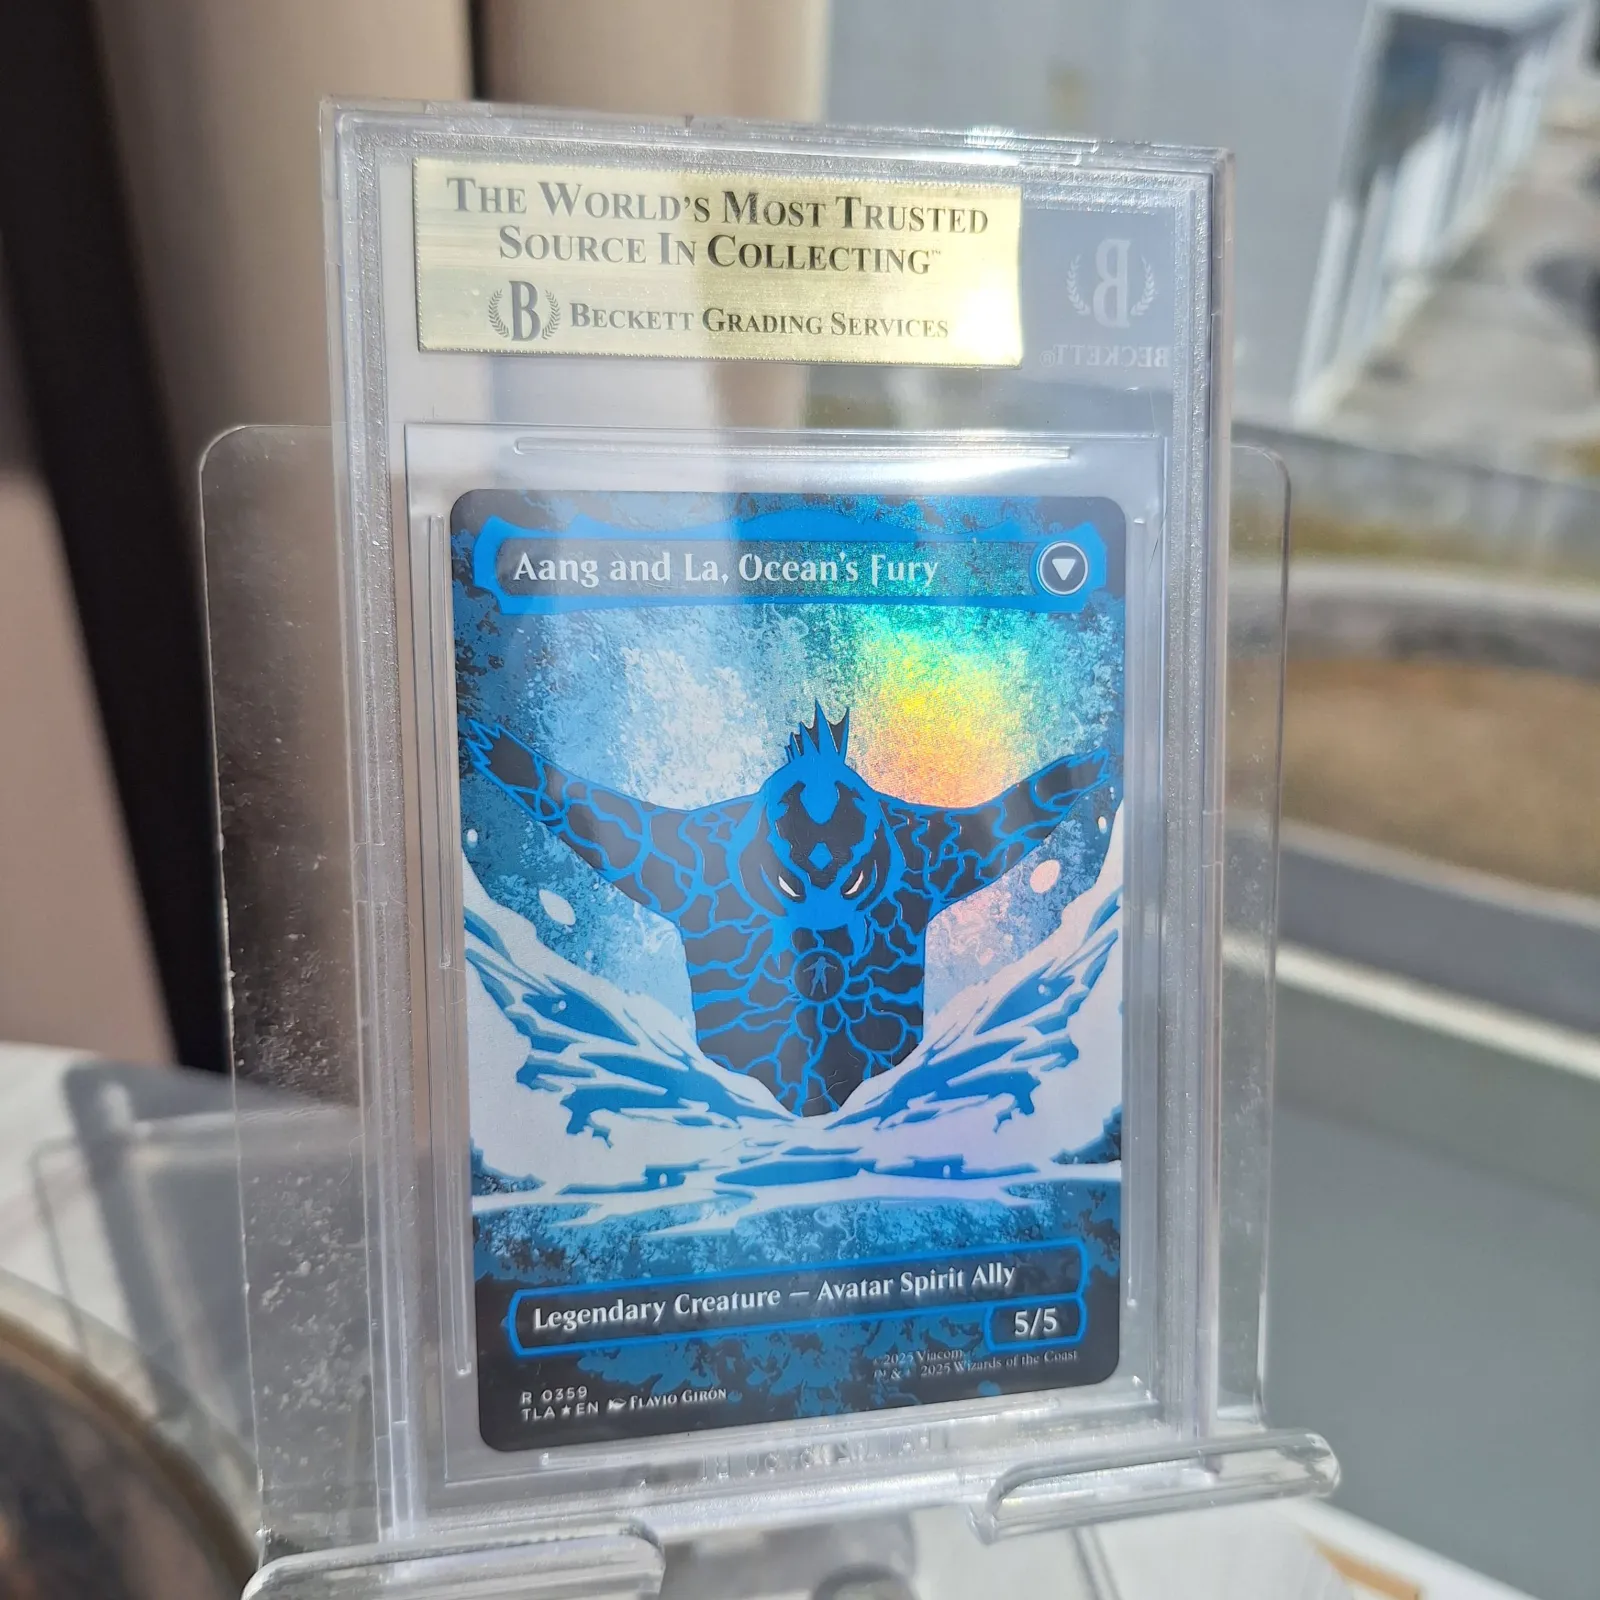 THE WORLD'S MOST TRUSTED
SOURCE IN COLLECTING™
B BECKETT GRADING SERVICES
B
BECKETT®
Aang and La, Ocean's Fury
Legendary Creature — Avatar Spirit Ally
5/5
©2025 Viacom
™ & © 2025 Wizards of the Coast
R 0359
TLA★EN FLAVIO GIRÓN